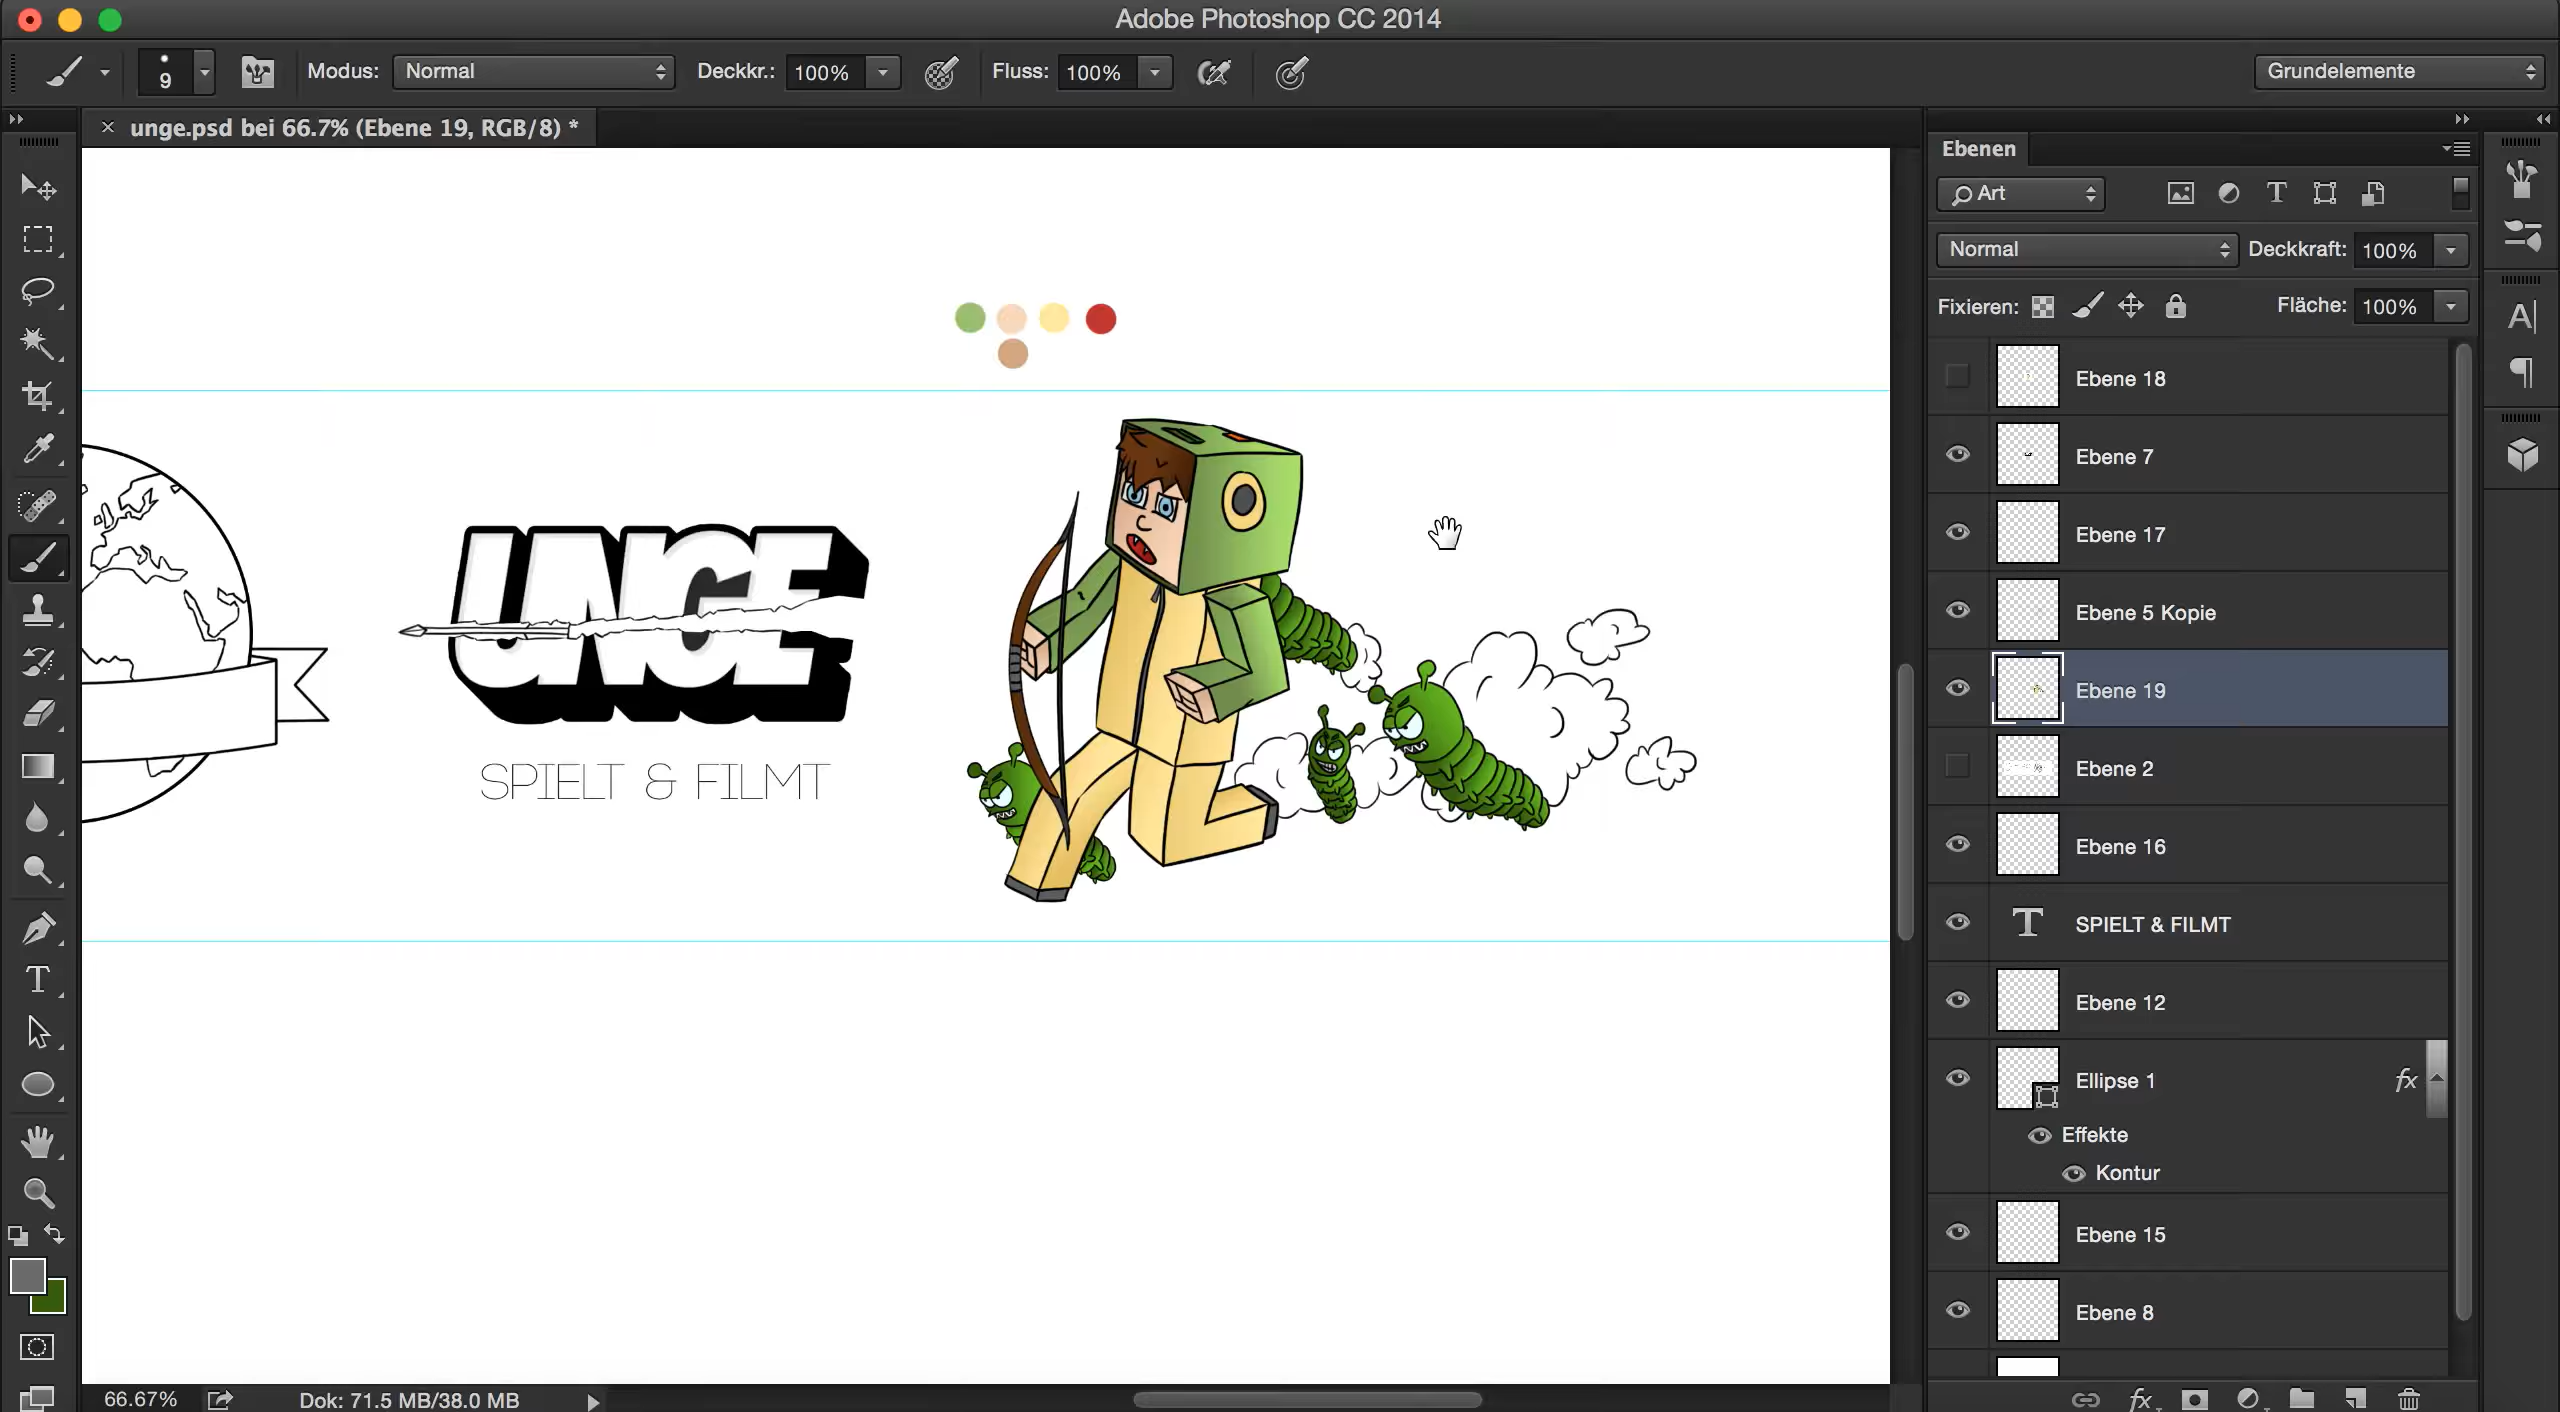 Adobe Photoshop CC 2014
9 Modus: Normal Deckkr.: 100% Fluss: 100% Grundelemente
unge.psd bei 66.7% (Ebene 19, RGB/8) *
UNGE
SPIELT & FILMT
66.67% Dok: 71.5 MB/38.0 MB
Ebenen
Art
Normal Deckkraft: 100%
Fixieren: Fläche: 100%
Ebene 18
Ebene 7
Ebene 17
Ebene 5 Kopie
Ebene 19
Ebene 2
Ebene 16
SPIELT & FILMT
Ebene 12
Ellipse 1 fx
Effekte
Kontur
Ebene 15
Ebene 8
fx